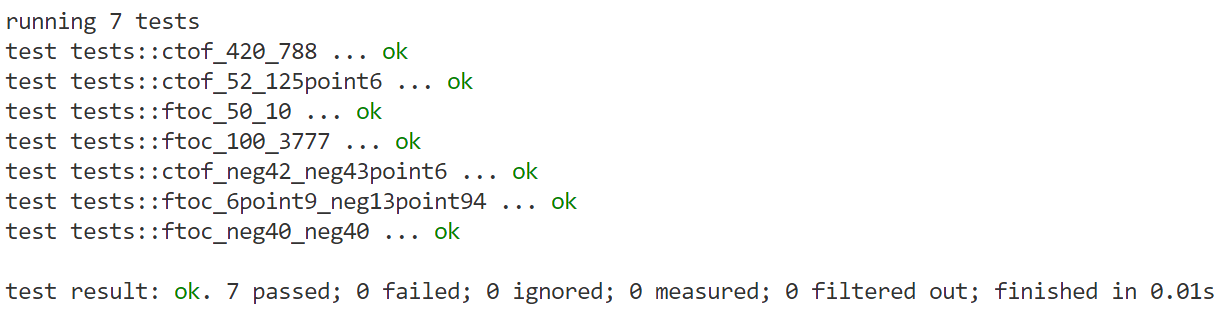 running 7 tests
test tests::ctof_420_788 ... ok
test tests::ctof_52_125point6 ... ok
test tests::ftoc_50_10 ... ok
test tests::ftoc_100_3777 ... ok
test tests::ctof_neg42_neg43point6 ... ok
test tests::ftoc_6point9_neg13point94 ... ok
test tests::ftoc_neg40_neg40 ... ok
test result: ok. 7 passed; 0 failed; 0 ignored; 0 measured; 0 filtered out; finished in 0.01s